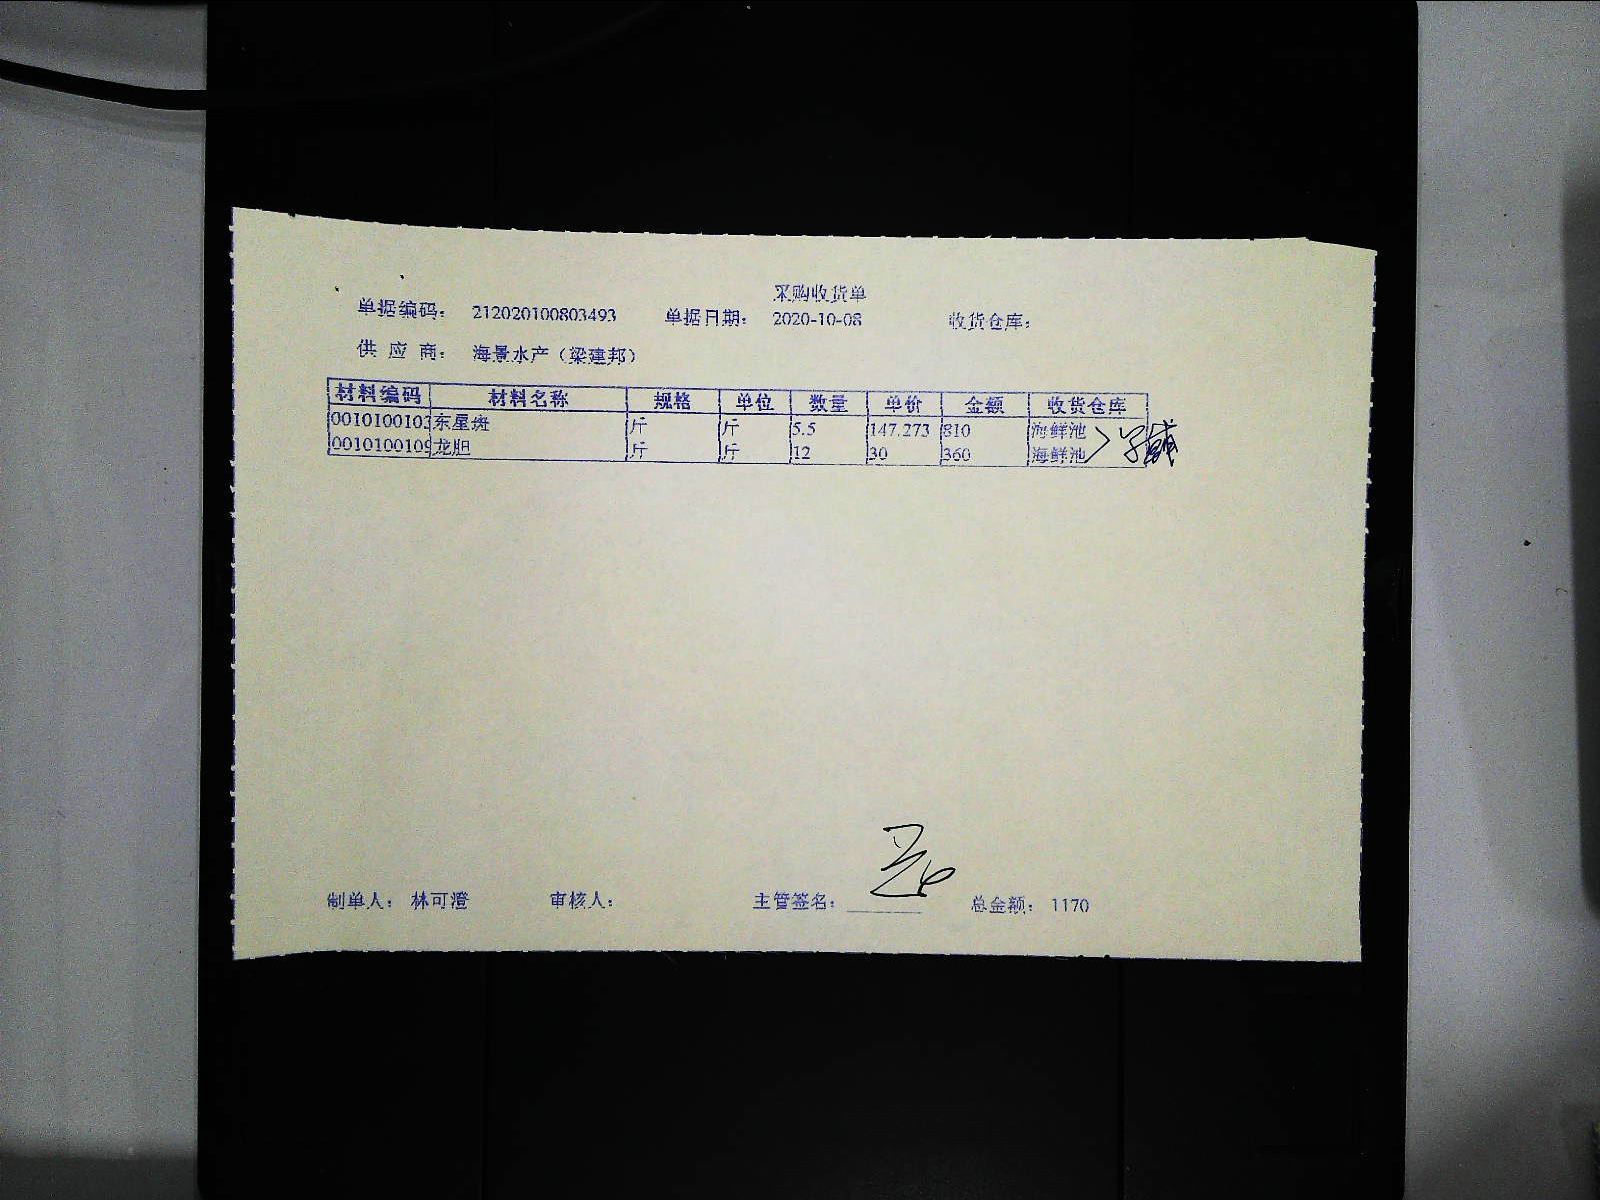 采购收货单
单据编码： 212020100803493 单据日期： 2020-10-08 收货仓库：
供 应 商： 海景水产（梁建邦）
材料编码 材料名称 规格 单位 数量 单价 金额 收货仓库
0010100103 东星斑 斤 斤 5.5 147.273 810 海鲜池
0010100109 龙胆 斤 斤 12 30 360 海鲜池
制单人： 林可澄 审核人： 主管签名： 总金额： 1170